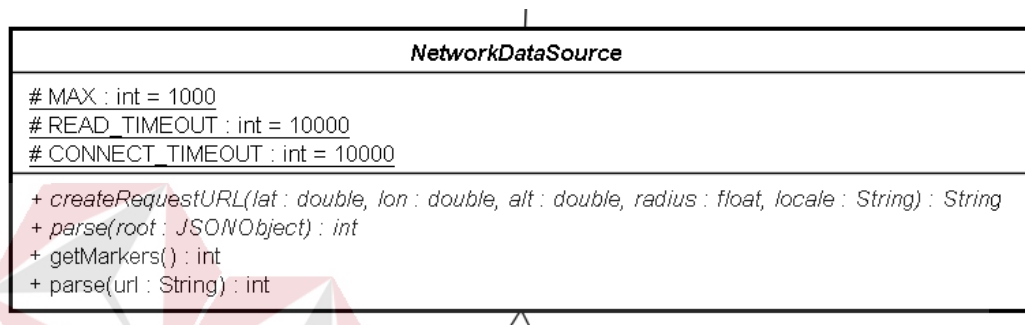 NetworkDataSource
# MAX : int = 1000
# READ_TIMEOUT : int = 10000
# CONNECT_TIMEOUT : int = 10000
+ createRequestURL(lat : double, lon : double, alt : double, radius : float, locale : String) : String
+ parse(root : JSONObject) : int
+ getMarkers() : int
+ parse(url : String) : int